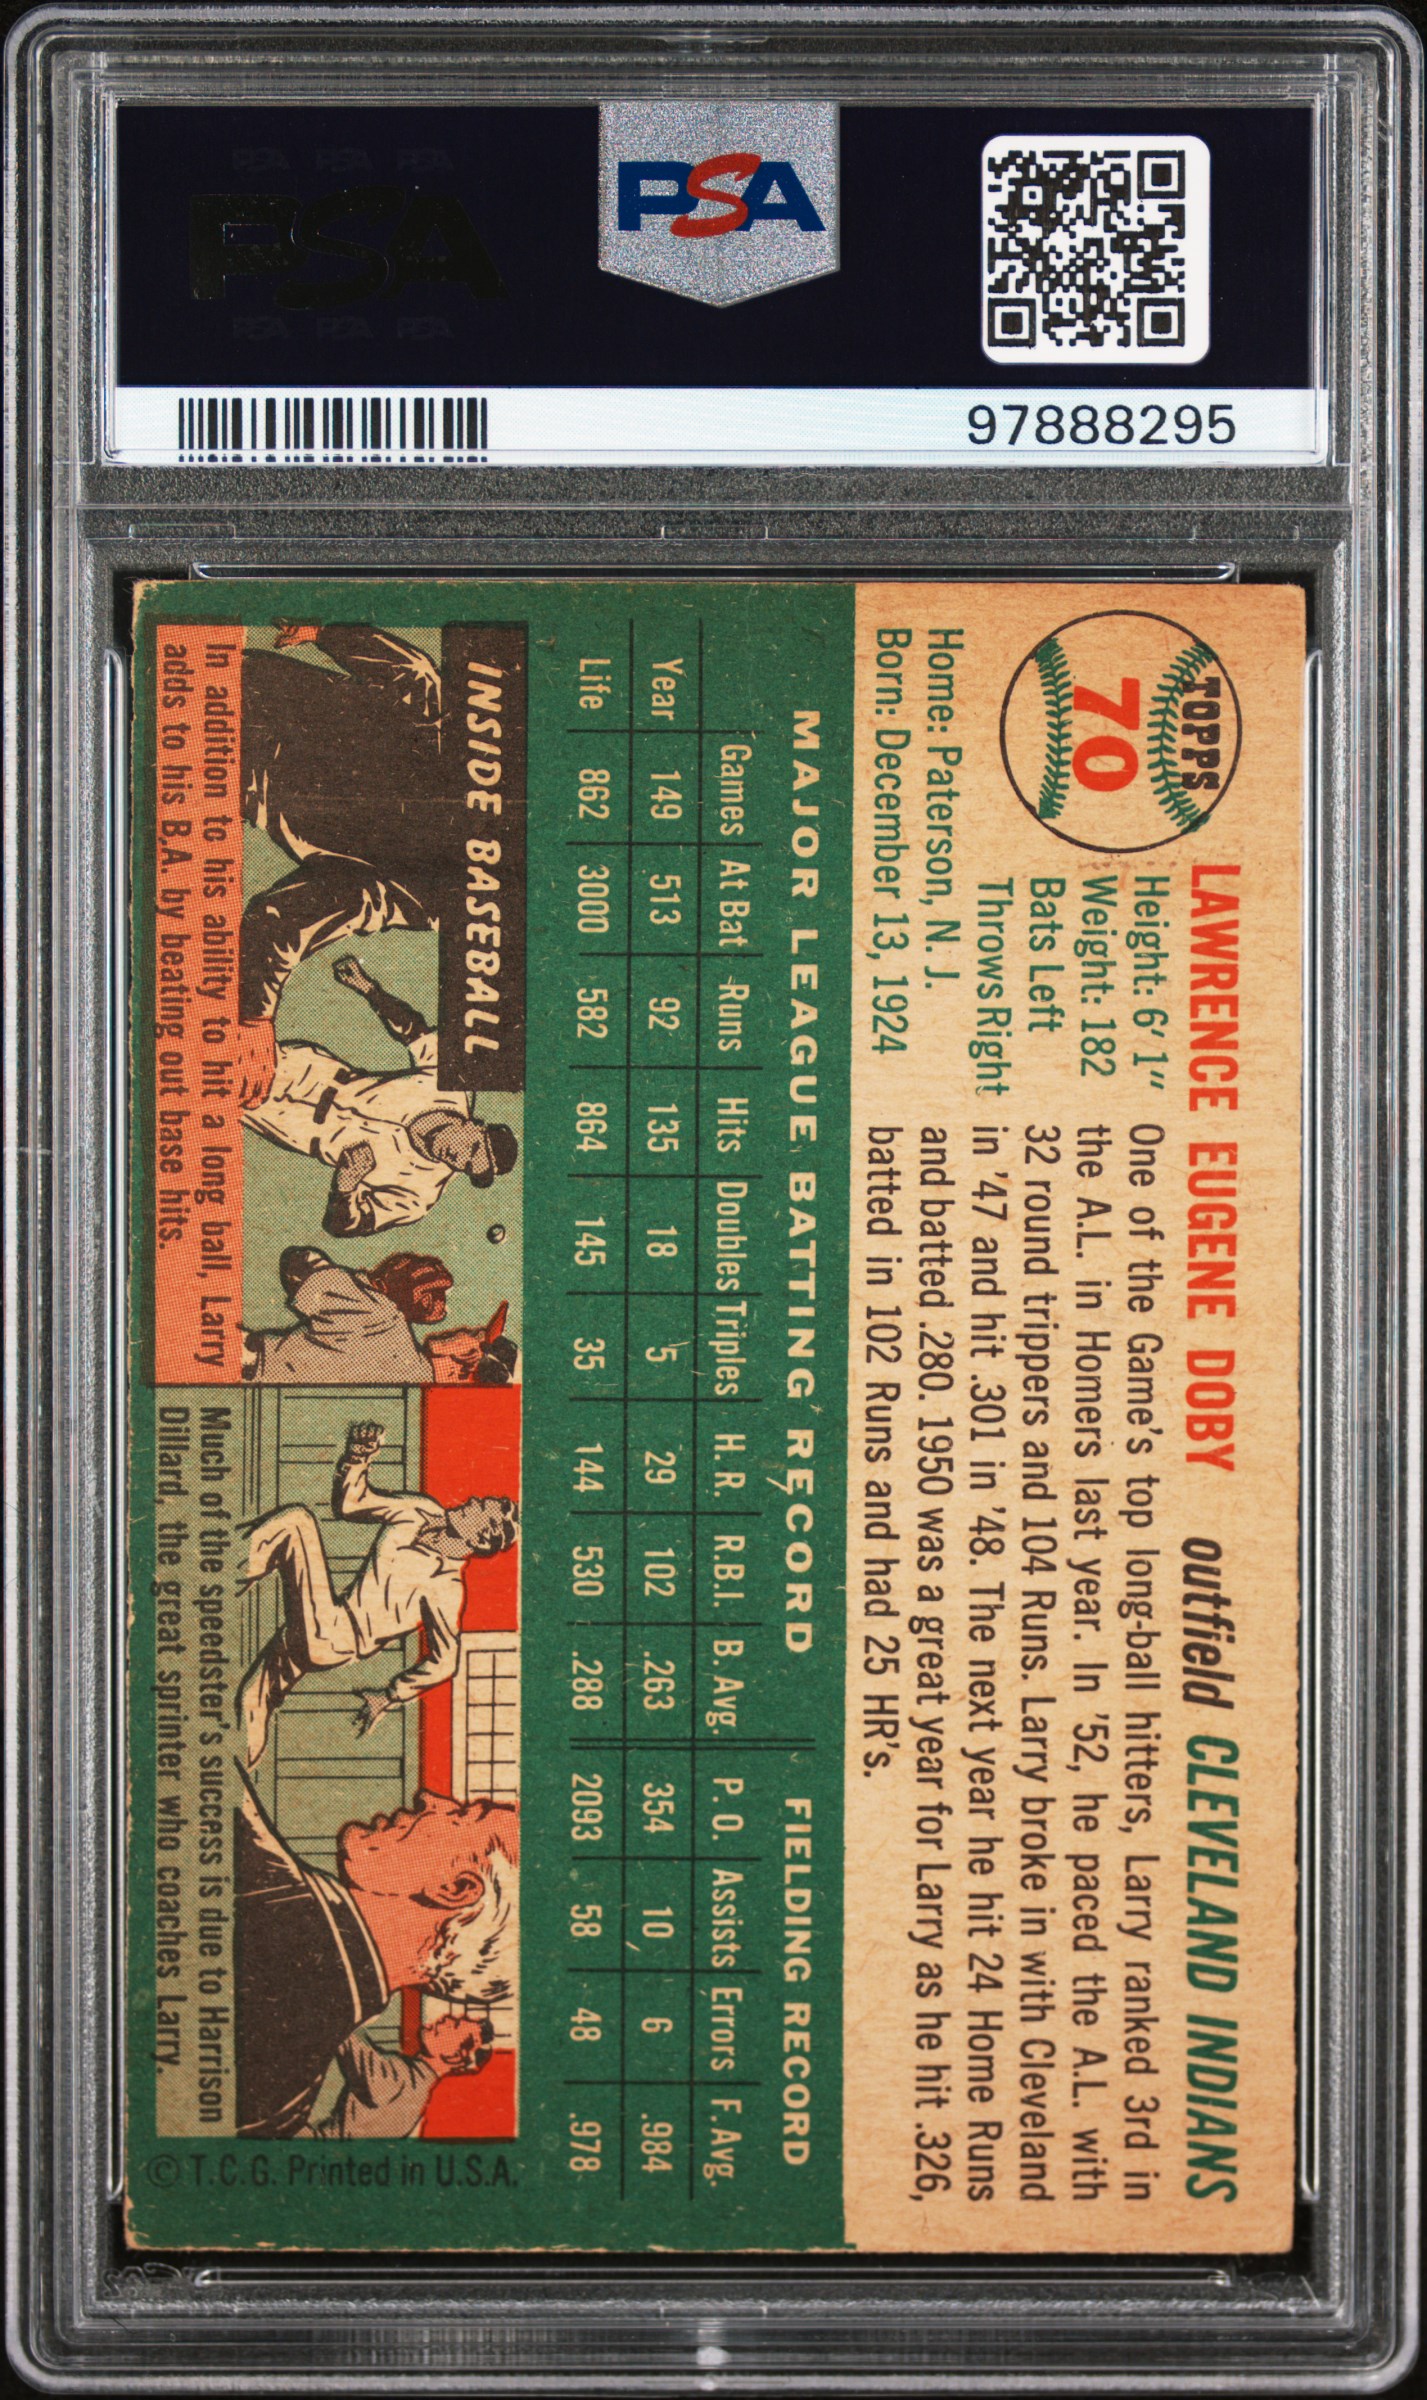 PSA PSA PSA
PSA
PSA PSA PSA
PSA
97888295
TOPPS
70
LAWRENCE EUGENE DOBY outfield CLEVELAND INDIANS
Height: 6' 1"
Weight: 182
Bats Left
Throws Right
Home: Paterson, N. J.
Born: December 13, 1924
One of the Game's top long-ball hitters, Larry ranked 3rd in
the A.L. in Homers last year. In '52, he paced the A.L. with
32 round trippers and 104 Runs. Larry broke in with Cleveland
in '47 and hit .301 in '48. The next year he hit 24 Home Runs
and batted .280. 1950 was a great year for Larry as he hit .326,
batted in 102 Runs and had 25 HR's.
MAJOR LEAGUE BATTING RECORD FIELDING RECORD
Games At Bat Runs Hits Doubles Triples H. R. R.B.I. B. Avg. P. O. Assists Errors F. Avg.
Year 149 513 92 135 18 5 29 102 .263 354 10 6 .984
Life 862 3000 582 864 145 35 144 530 .288 2093 58 48 .978
INSIDE BASEBALL
In addition to his ability to hit a long ball, Larry
adds to his B.A. by beating out base hits.
Much of the speedster's success is due to Harrison
Dillard, the great sprinter who coaches Larry.
© T.C.G. Printed in U.S.A.